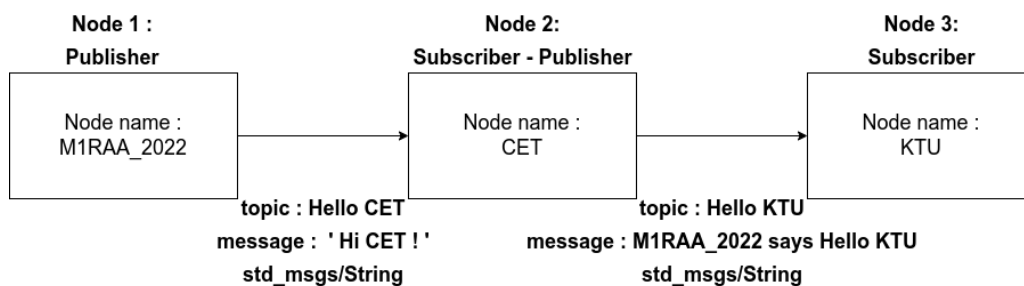 Node 1 :
Publisher
Node name :
M1RAA_2022
Node 2:
Subscriber - Publisher
Node name :
CET
Node 3:
Subscriber
Node name :
KTU
topic : Hello CET
message :  ' Hi CET ! '
std_msgs/String
topic : Hello KTU
message : M1RAA_2022 says Hello KTU
std_msgs/String